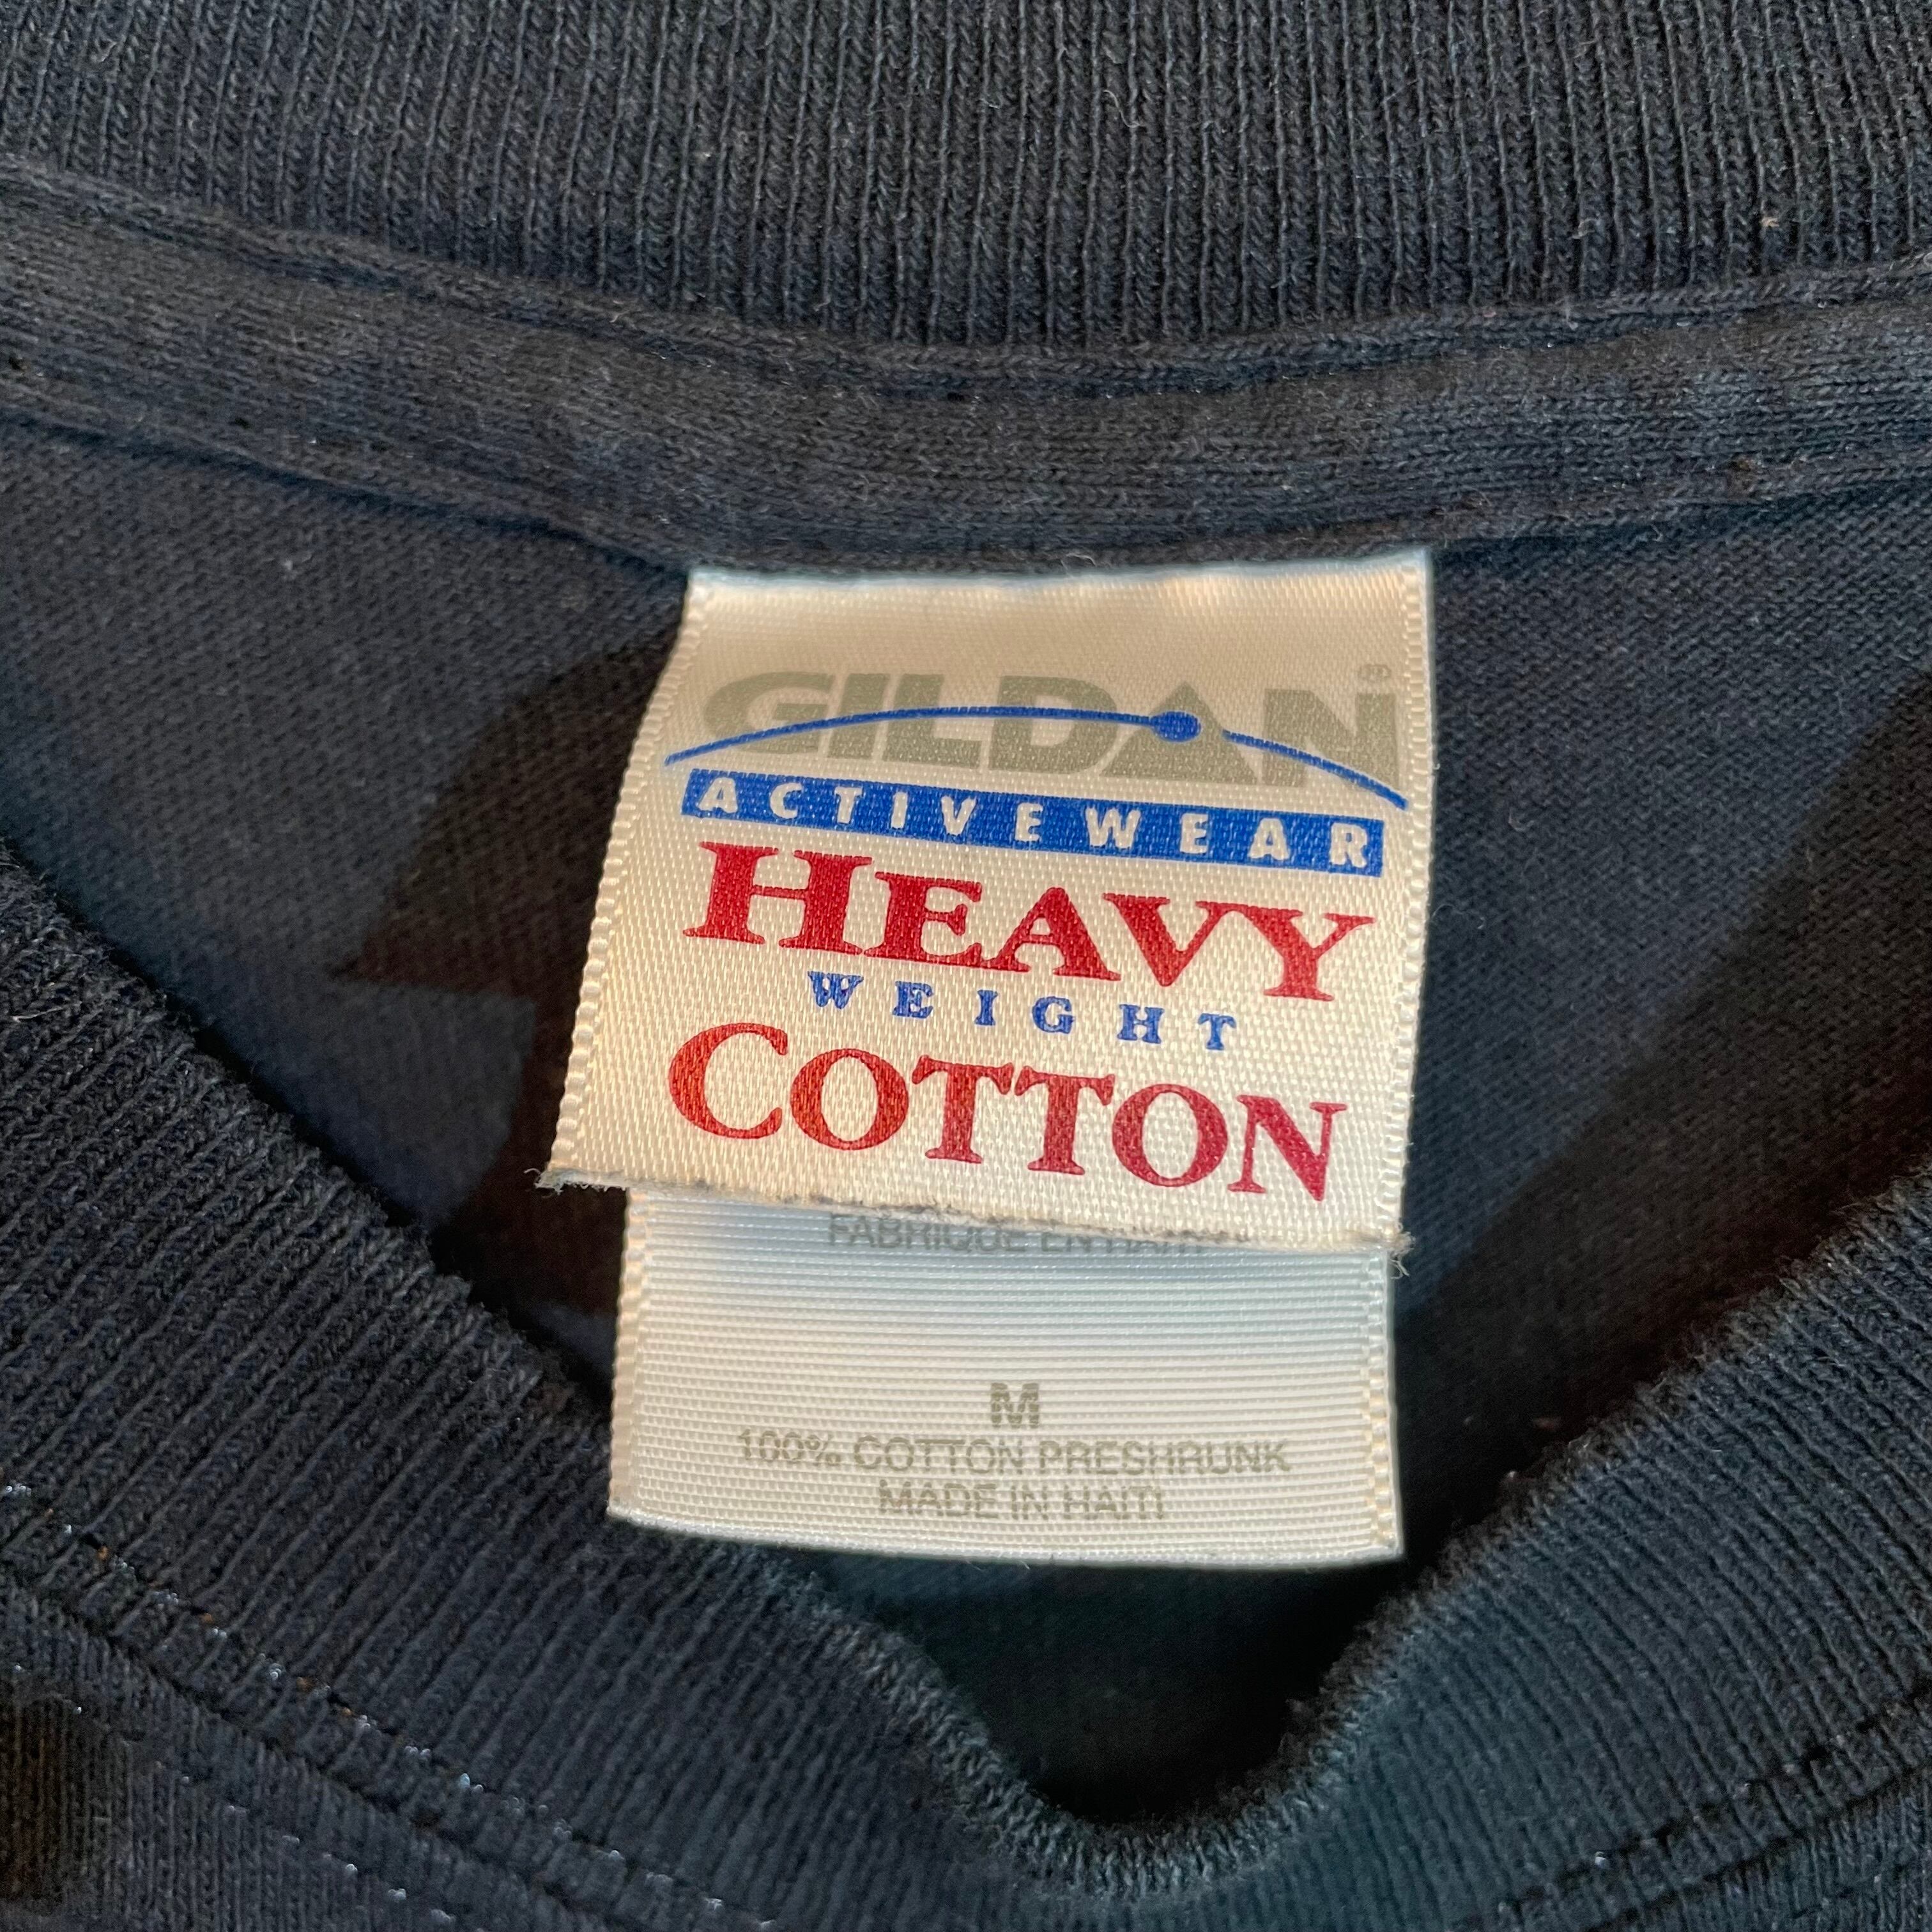 GILDAN®
ACTIVEWEAR
HEAVY
WEIGHT
COTTON
FABRIQUE EN HAITI
M
100% COTTON PRESHRUNK
MADE IN HAITI